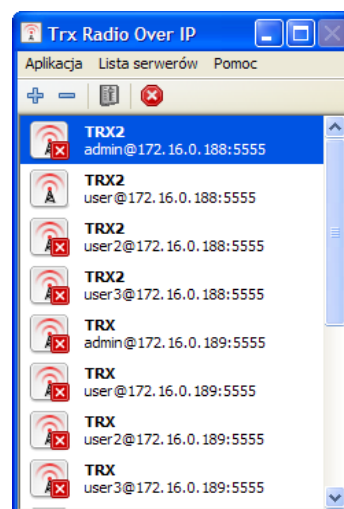 Trx Radio Over IP
Aplikacja Lista serwerów Pomoc
TRX2
admin@172.16.0.188:5555
TRX2
user@172.16.0.188:5555
TRX2
user2@172.16.0.188:5555
TRX2
user3@172.16.0.188:5555
TRX
admin@172.16.0.189:5555
TRX
user@172.16.0.189:5555
TRX
user2@172.16.0.189:5555
TRX
user3@172.16.0.189:5555